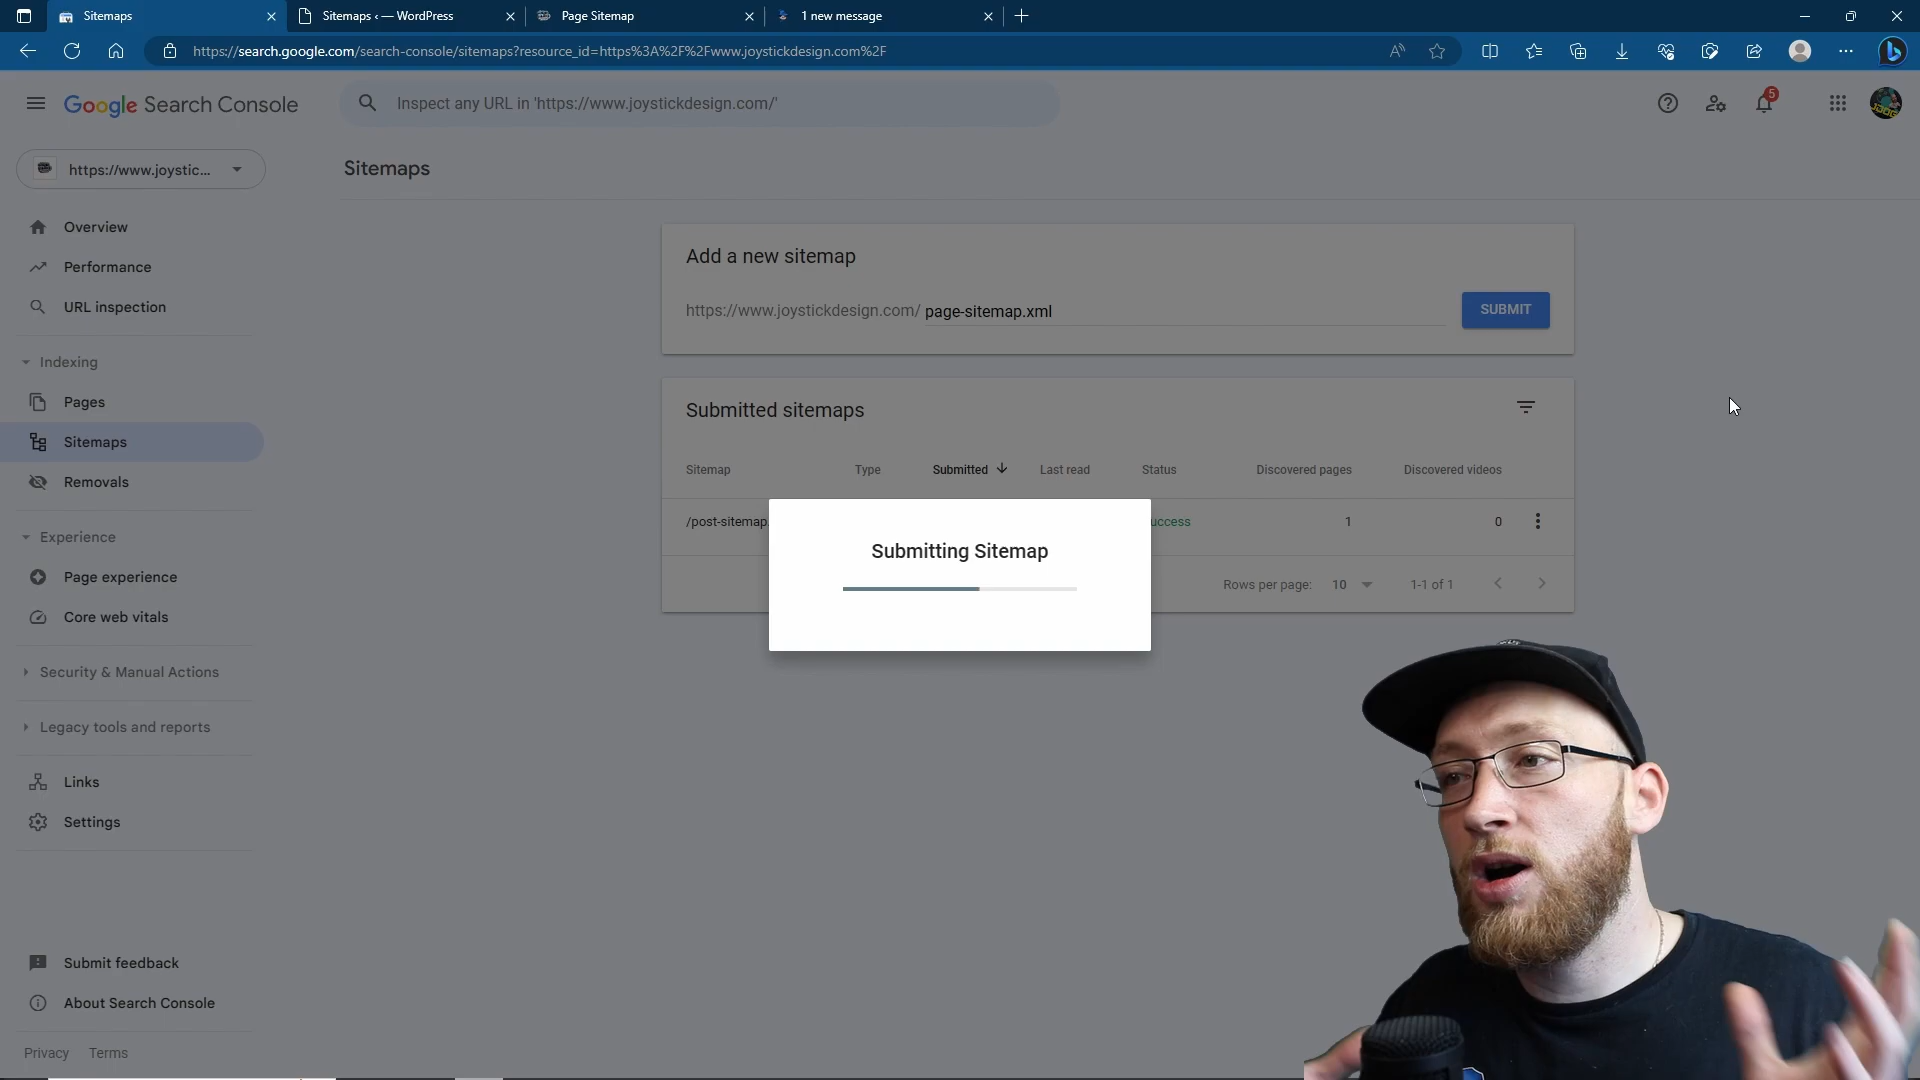 Sitemaps
Sitemaps ‹ — WordPress
Page Sitemap
1 new message
https://search.google.com/search-console/sitemaps?resource_id=https%3A%2F%2Fwww.joystickdesign.com%2F
Google Search Console
Inspect any URL in 'https://www.joystickdesign.com/'
5
https://www.joystic...
Sitemaps
Overview
Performance
URL inspection
Indexing
Pages
Sitemaps
Removals
Experience
Page experience
Core web vitals
Security & Manual Actions
Legacy tools and reports
Links
Settings
Submit feedback
About Search Console
Privacy Terms
Add a new sitemap
https://www.joystickdesign.com/ page-sitemap.xml
SUBMIT
Submitted sitemaps
Sitemap Type Submitted Last read Status Discovered pages Discovered videos
/post-sitemap. uccess 1 0
Rows per page: 10 1-1 of 1
Submitting Sitemap